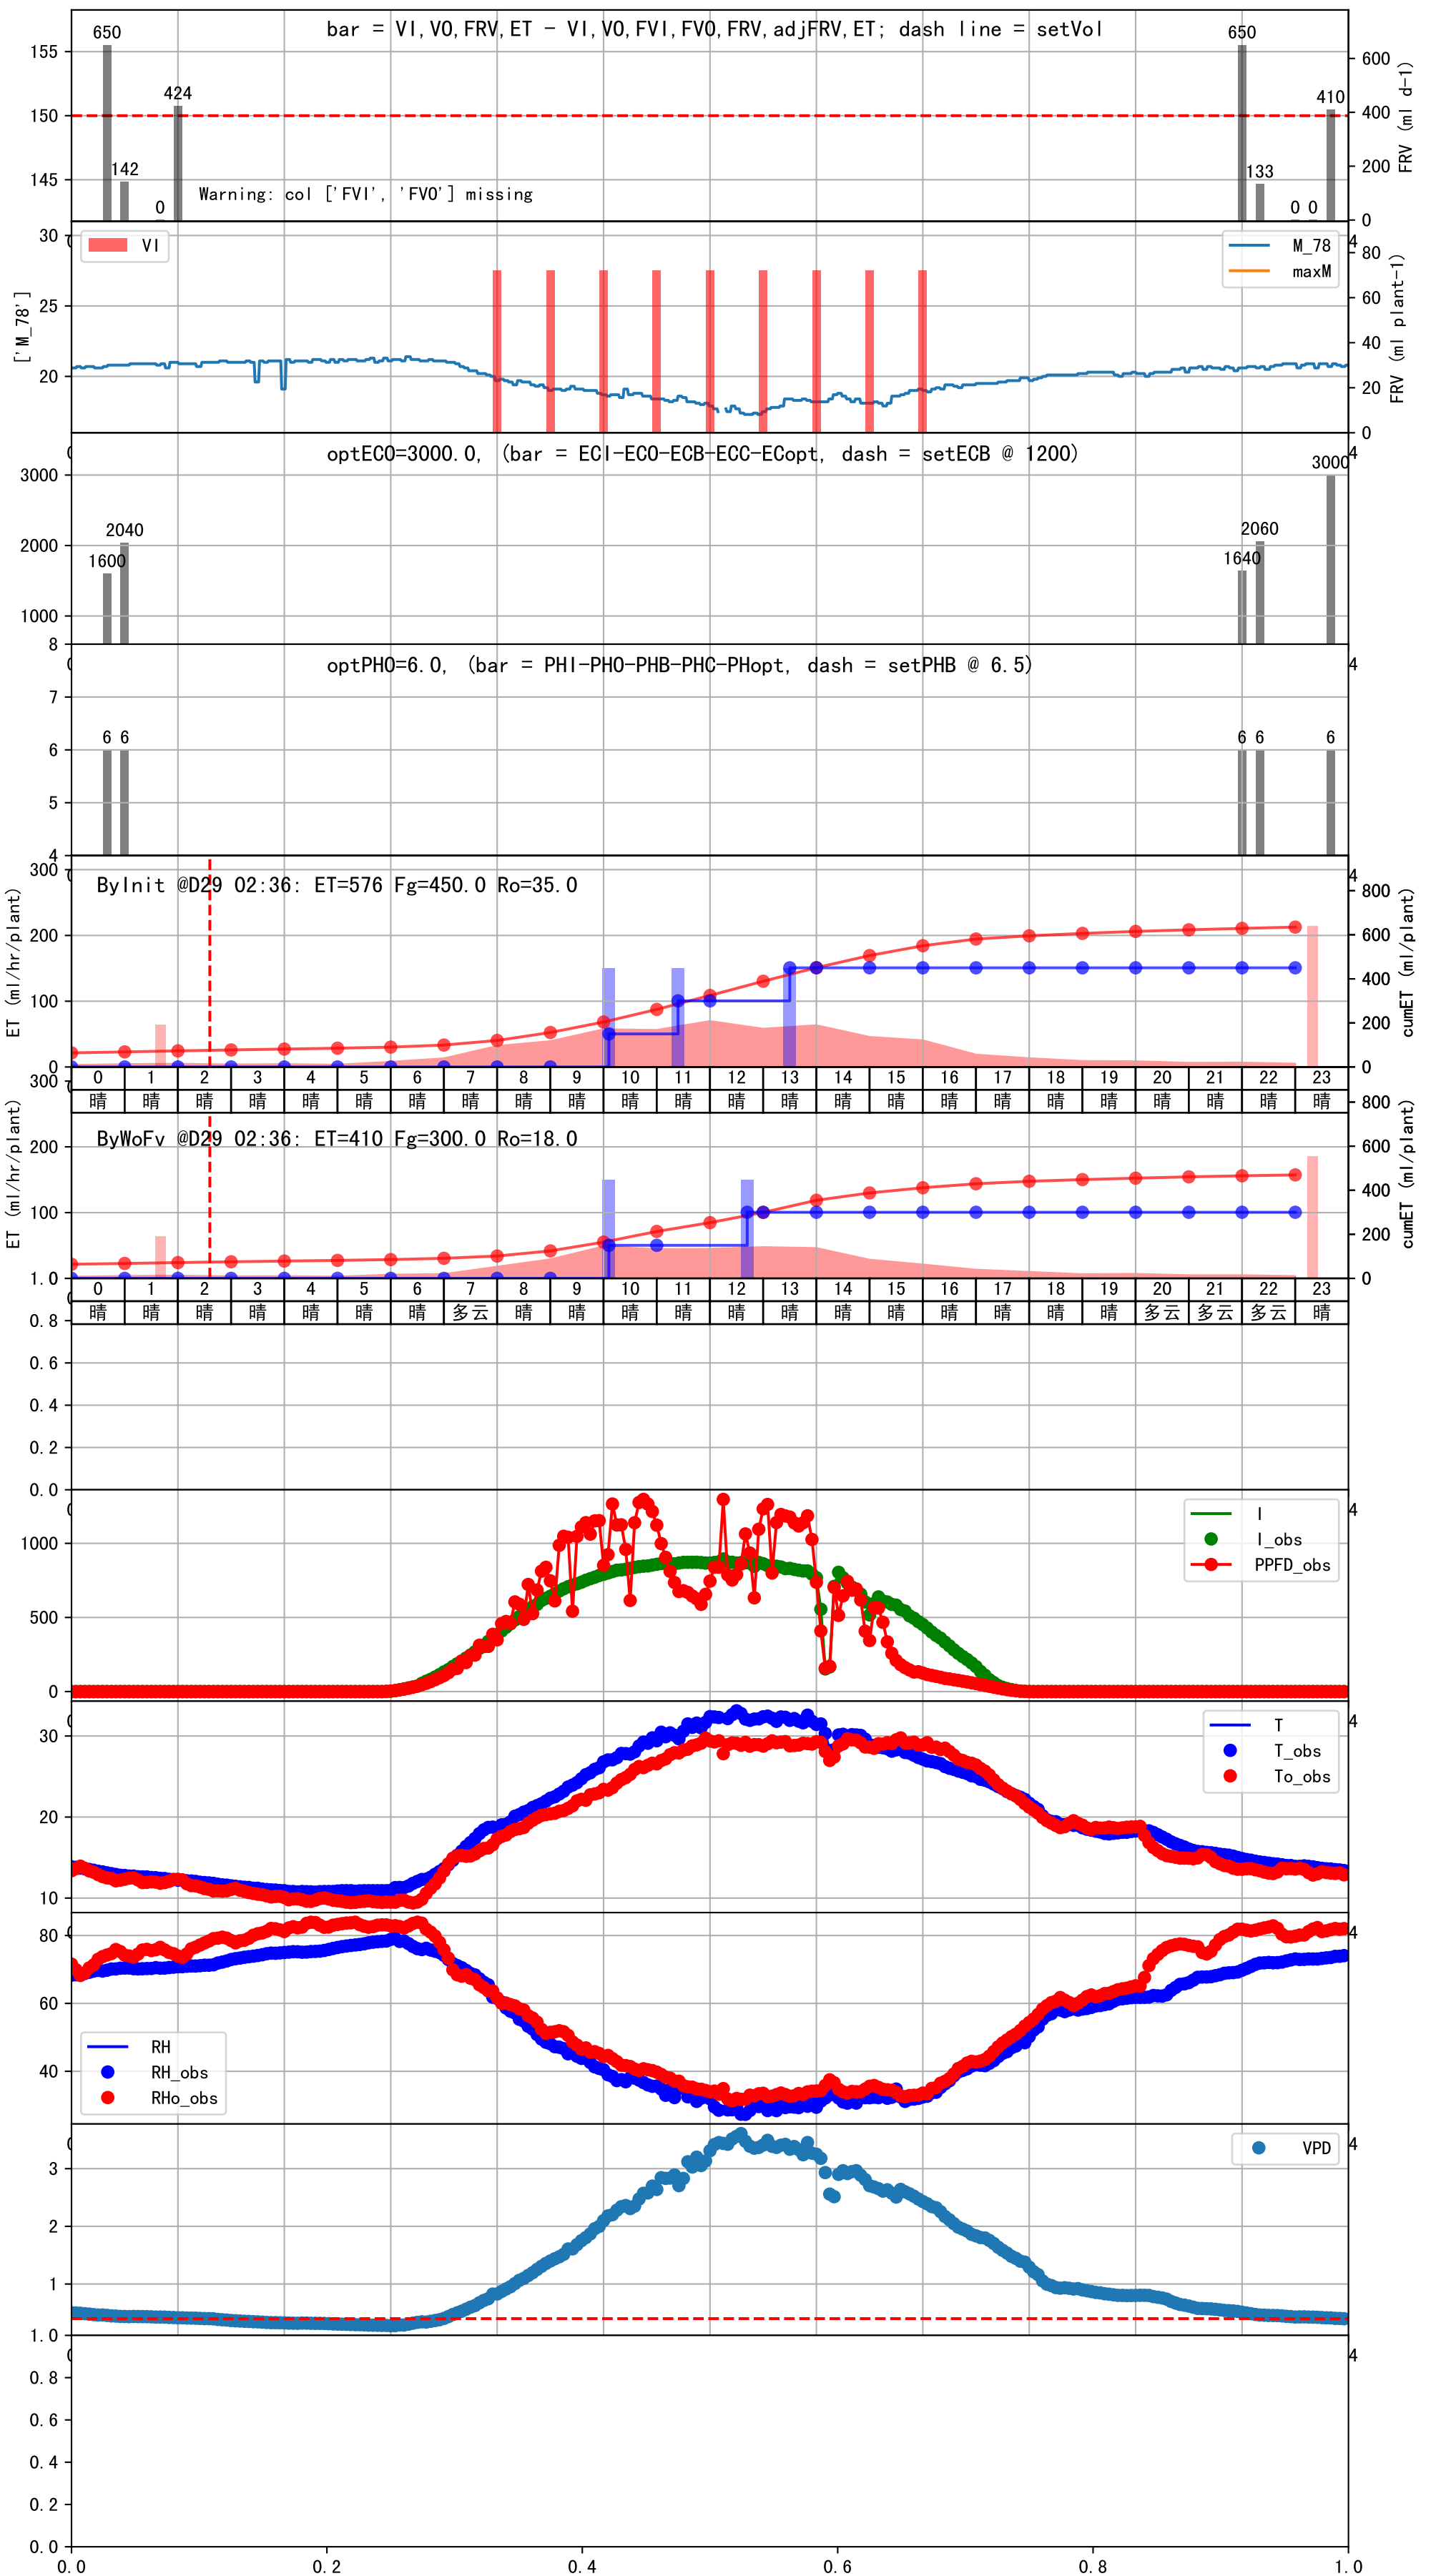 bar = VI,VO,FRV,ET - VI,VO,FVI,FVO,FRV,adjFRV,ET; dash line = setVol
650
142
0
424
650
133
0 0
410
155
150
145
600
400
200
0
FRV (ml d-1)
Warning: col ['FVI', 'FVO'] missing
VI
M_78
maxM
30
25
20
['M_78']
80
60
40
20
0
FRV (ml plant-1)
optECO=3000.0, (bar = ECI-ECO-ECB-ECC-ECopt, dash = setECB @ 1200)
3000
2000
1000
1600
2040
1640
2060
3000
optPHO=6.0, (bar = PHI-PHO-PHB-PHC-PHopt, dash = setPHB @ 6.5)
8
7
6
5
4
6 6
6 6
6
ByInit @D29 02:36: ET=576 Fg=450.0 Ro=35.0
300
200
100
0
ET (ml/hr/plant)
800
600
400
200
0
cumET (ml/plant)
0 1 2 3 4 5 6 7 8 9 10 11 12 13 14 15 16 17 18 19 20 21 22 23
晴 晴 晴 晴 晴 晴 晴 晴 晴 晴 晴 晴 晴 晴 晴 晴 晴 晴 晴 晴 晴 晴 晴 晴
ByWoFv @D29 02:36: ET=410 Fg=300.0 Ro=18.0
300
200
100
ET (ml/hr/plant)
800
600
400
200
0
cumET (ml/plant)
0 1 2 3 4 5 6 7 8 9 10 11 12 13 14 15 16 17 18 19 20 21 22 23
晴 晴 晴 晴 晴 晴 晴 多云 晴 晴 晴 晴 晴 晴 晴 晴 晴 晴 晴 晴 多云 多云 多云 晴
1.0
0.8
0.6
0.4
0.2
0.0
I
I_obs
PPFD_obs
1000
500
0
T
T_obs
To_obs
30
20
10
RH
RH_obs
RHo_obs
80
60
40
VPD
3
2
1
1.0
0.8
0.6
0.4
0.2
0.0
0.0 0.2 0.4 0.6 0.8 1.0